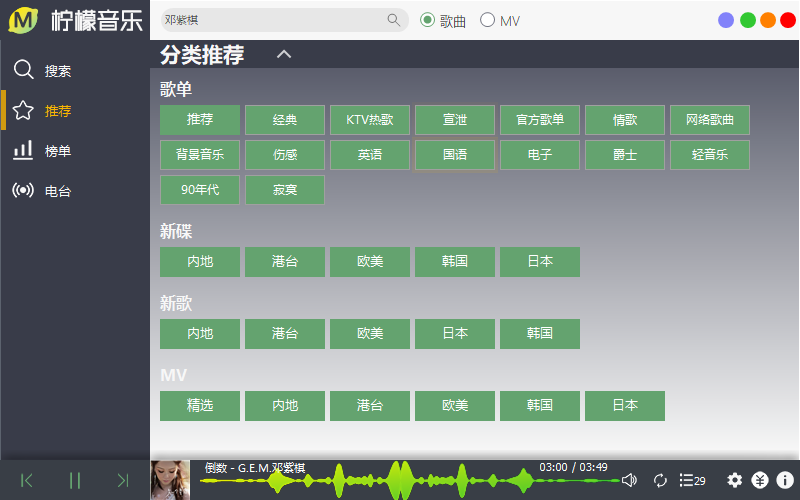 M 柠檬音乐
邓紫棋
歌曲 MV
搜索
推荐
榜单
电台
分类推荐
歌单
推荐 经典 KTV热歌 宣泄 官方歌单 情歌 网络歌曲
背景音乐 伤感 英语 国语 电子 爵士 轻音乐
90年代 寂寞
新碟
内地 港台 欧美 韩国 日本
新歌
内地 港台 欧美 日本 韩国
MV
精选 内地 港台 欧美 韩国 日本
倒数 - G.E.M.邓紫棋
03:00 / 03:49
29